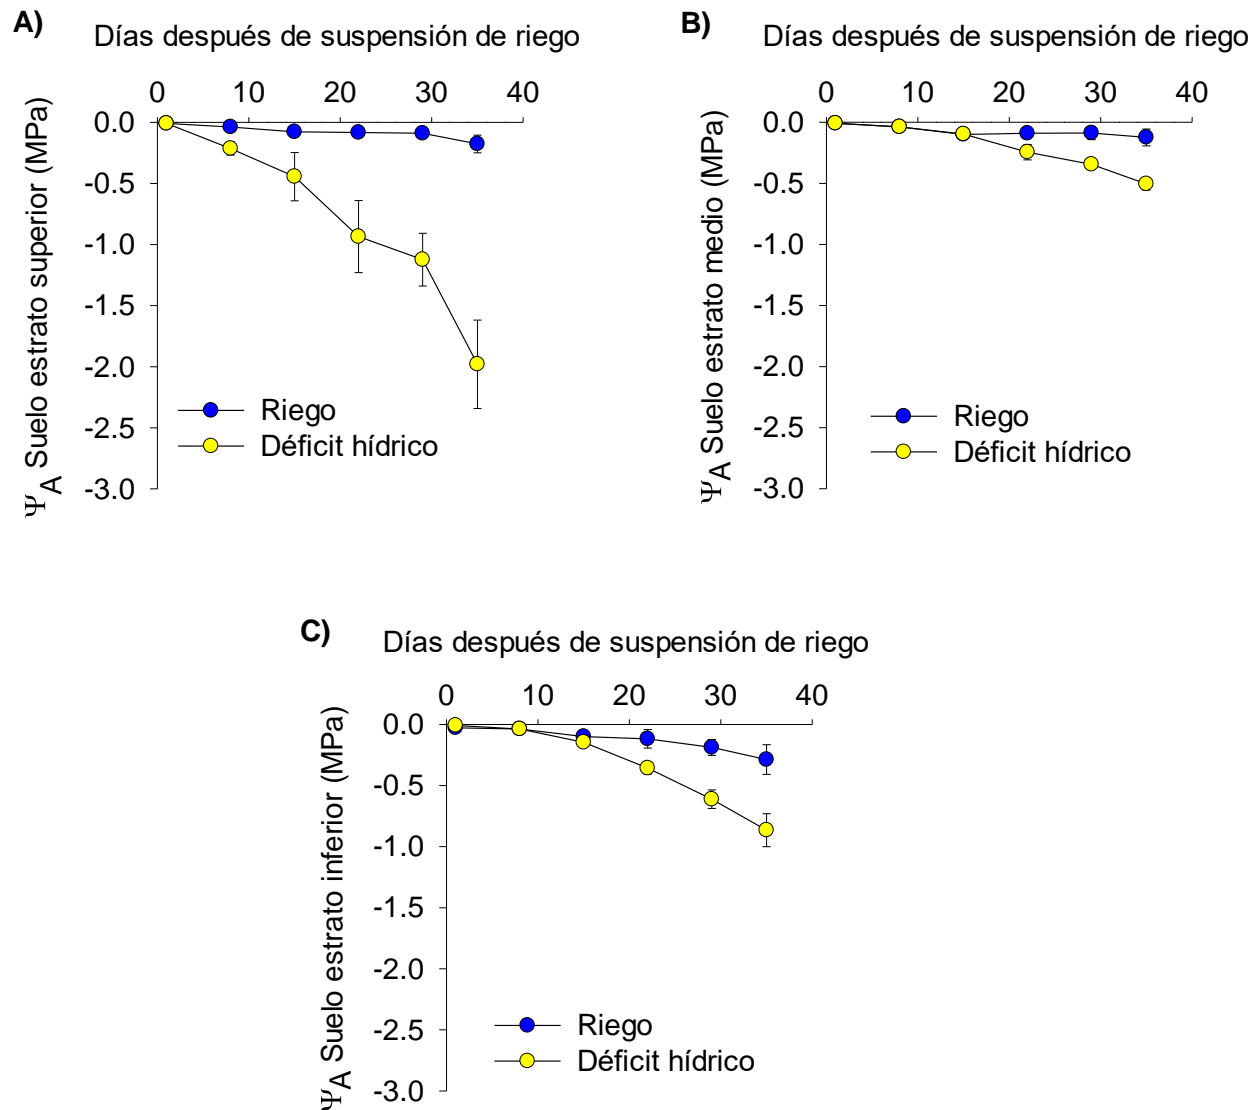 A)
Días después de suspensión de riego
0 10 20 30 40
0.0
-0.5
-1.0
-1.5
-2.0
-2.5
-3.0
ΨA Suelo estrato superior (MPa)
Riego
Déficit hídrico
B)
Días después de suspensión de riego
0 10 20 30 40
0.0
-0.5
-1.0
-1.5
-2.0
-2.5
-3.0
ΨA Suelo estrato medio (MPa)
Riego
Déficit hídrico
C)
Días después de suspensión de riego
0 10 20 30 40
0.0
-0.5
-1.0
-1.5
-2.0
-2.5
-3.0
ΨA Suelo estrato inferior (MPa)
Riego
Déficit hídrico